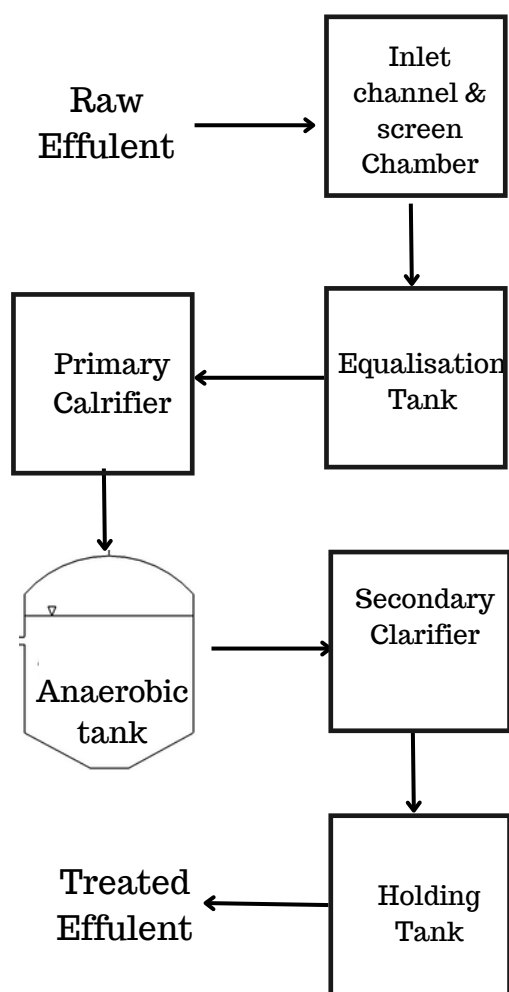 Raw
Effulent
Inlet
channel &
screen
Chamber
Equalisation
Tank
Primary
Calrifier
Anaerobic
tank
Secondary
Clarifier
Holding
Tank
Treated
Effulent